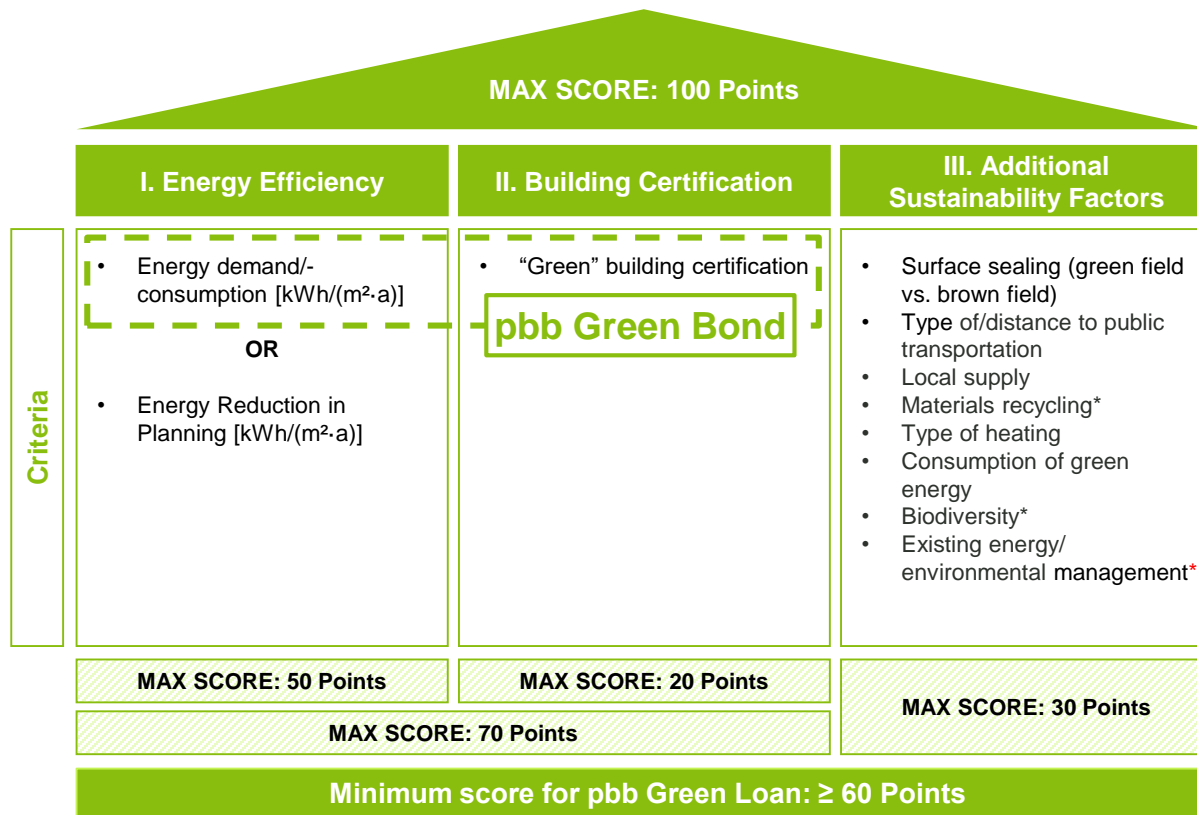 MAX SCORE: 100 Points
I. Energy Efficiency
II. Building Certification
III. Additional
Sustainability Factors
Criteria
• Energy demand/-
consumption [kWh/(m²·a)]
OR
• Energy Reduction in
Planning [kWh/(m²·a)]
• “Green” building certification
pbb Green Bond
• Surface sealing (green field
vs. brown field)
• Type of/distance to public
transportation
• Local supply
• Materials recycling*
• Type of heating
• Consumption of green
energy
• Biodiversity*
• Existing energy/
environmental management*
MAX SCORE: 50 Points
MAX SCORE: 20 Points
MAX SCORE: 30 Points
MAX SCORE: 70 Points
Minimum score for pbb Green Loan: ≥ 60 Points